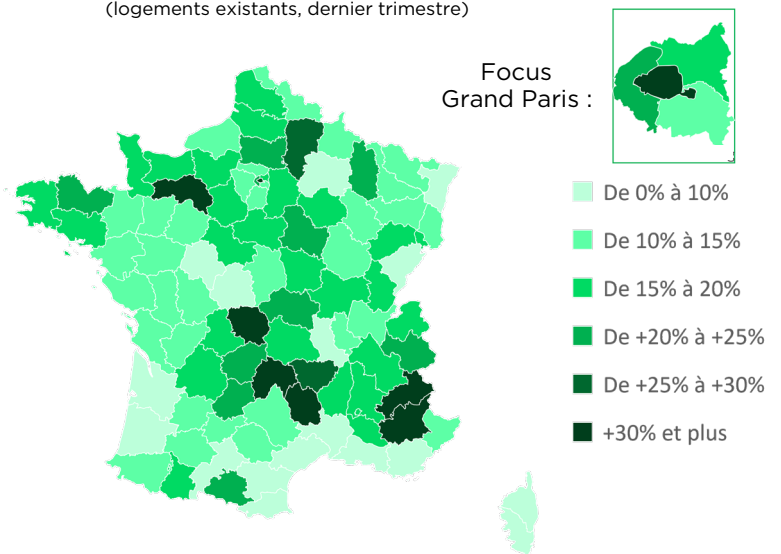 (logements existants, dernier trimestre)
Focus
Grand Paris :
De 0% à 10%
De 10% à 15%
De 15% à 20%
De +20% à +25%
De +25% à +30%
+30% et plus